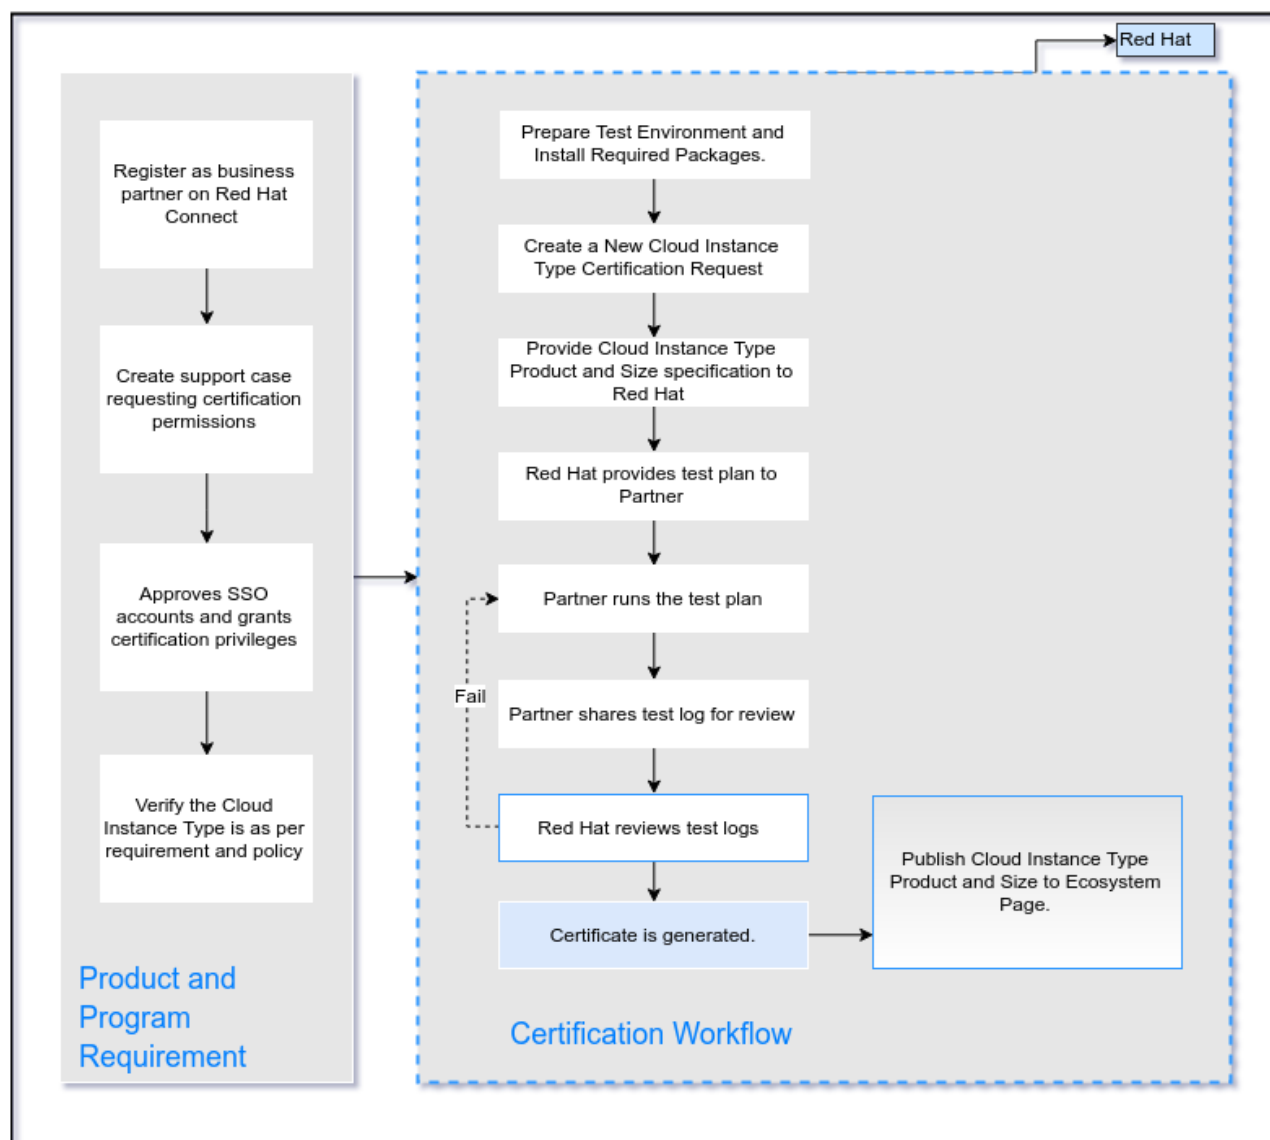 Red Hat
Register as business
partner on Red Hat
Connect
Create support case
requesting certification
permissions
Approves SSO
accounts and grants
certification privileges
Verify the Cloud
Instance Type is as per
requirement and policy
Product and
Program
Requirement
Prepare Test Environment and
Install Required Packages.
Create a New Cloud Instance
Type Certification Request
Provide Cloud Instance Type
Product and Size specification to
Red Hat
Red Hat provides test plan to
Partner
Partner runs the test plan
Fail
Partner shares test log for review
Red Hat reviews test logs
Certificate is generated.
Publish Cloud Instance Type
Product and Size to Ecosystem
Page.
Certification Workflow